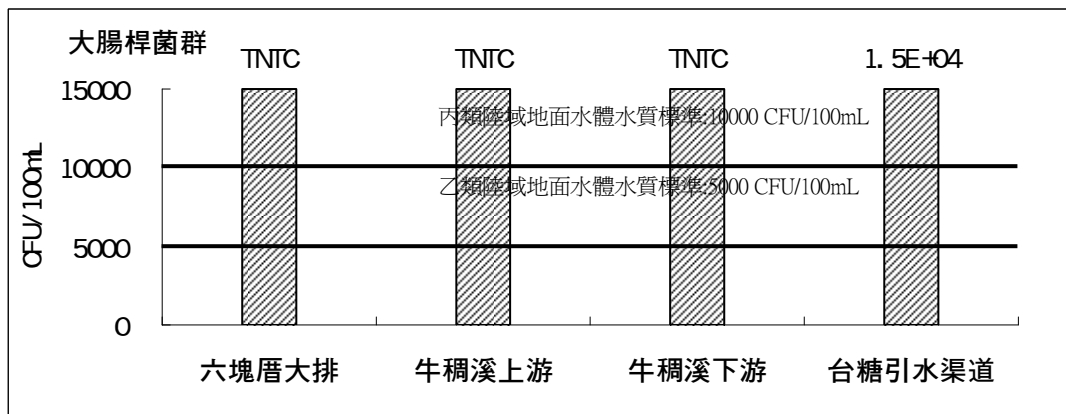 大腸桿菌群
TNTC TNTC TNTC 1.5E+04
CFU/100mL
15000
丙類陸域地面水體水質標準:10000 CFU/100mL
10000
乙類陸域地面水體水質標準:5000 CFU/100mL
5000
0
六塊厝大排 牛稠溪上游 牛稠溪下游 台糖引水渠道